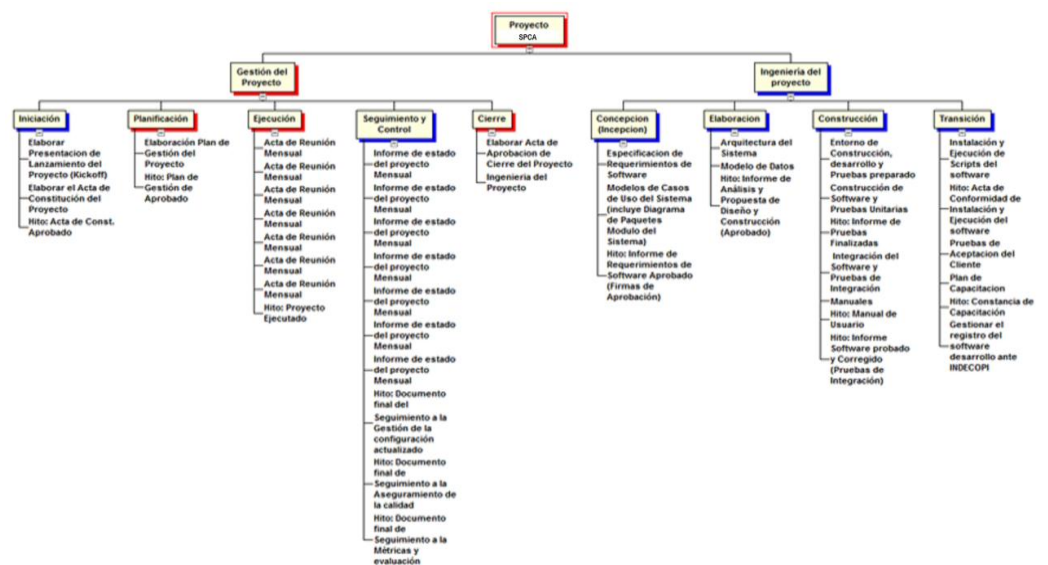 Proyecto
SPCA
Gestión del
Proyecto
Ingeniería del
proyecto
Iniciación
Elaborar
Presentacion de
Lanzamiento del
Proyecto (Kickoff)
Elaborar el Acta de
Constitución del
Proyecto
Hito: Acta de Const.
Aprobado
Planificación
Elaboración Plan de
Gestión del
Proyecto
Hito: Plan de
Gestión de
Aprobado
Ejecución
Acta de Reunión
Mensual
Acta de Reunión
Mensual
Acta de Reunión
Mensual
Acta de Reunión
Mensual
Acta de Reunión
Mensual
Acta de Reunión
Mensual
Acta de Reunión
Mensual
Hito: Proyecto
Ejecutado
Seguimiento y
Control
Informe de estado
del proyecto
Mensual
Informe de estado
del proyecto
Mensual
Informe de estado
del proyecto
Mensual
Informe de estado
del proyecto
Mensual
Informe de estado
del proyecto
Mensual
Informe de estado
del proyecto
Mensual
Informe de estado
del proyecto
Mensual
Hito: Documento
final del
Seguimiento a la
Gestión de la
configuración
actualizado
Hito: Documento
final de
Seguimiento a la
Aseguramiento de
la calidad
Hito: Documento
final de
Seguimiento a la
Métricas y
evaluación
Cierre
Elaborar Acta de
Aprobacion de
Cierre del Proyecto
Ingenieria del
Proyecto
Concepcion
(Incepcion)
Especificacion de
Requerimientos de
Software
Modelos de Casos
de Uso del Sistema
(incluye Diagrama
de Paquetes
Modulo del
Sistema)
Hito: Informe de
Requerimientos de
Software Aprobado
(Firmas de
Aprobación)
Elaboracion
Arquitectura del
Sistema
Modelo de Datos
Hito: Informe de
Análisis y
Propuesta de
Diseño y
Construcción
(Aprobado)
Construcción
Entorno de
Construcción,
desarrollo y
Pruebas preparado
Construcción de
Software y
Pruebas Unitarias
Hito: Informe de
Pruebas
Finalizadas
Integración del
Software y
Pruebas de
Integración
Manuales
Hito: Manual de
Usuario
Hito: Informe
Software probado
y Corregido
(Pruebas de
Integración)
Transición
Instalación y
Ejecución de
Scripts del
software
Hito: Acta de
Conformidad de
Instalación y
Ejecución del
software
Pruebas de
Aceptacion del
Cliente
Plan de
Capacitacion
Hito: Constancia de
Capacitación
Gestionar el
registro del
software
desarrollo ante
INDECOPI